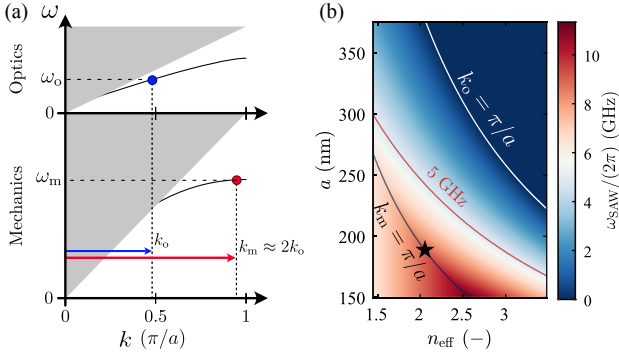 (a)
ω
Optics
ω_o
0
Mechanics
ω_m
k_o
k_m ≈ 2k_o
0
0
0.5
1
k (π/a)
(b)
350
300
250
200
150
a (nm)
k_o = π/a
5 GHz
k_m = π/a
1.5
2
2.5
3
n_eff (−)
10
8
6
4
2
0
ω_SAW/(2π) (GHz)